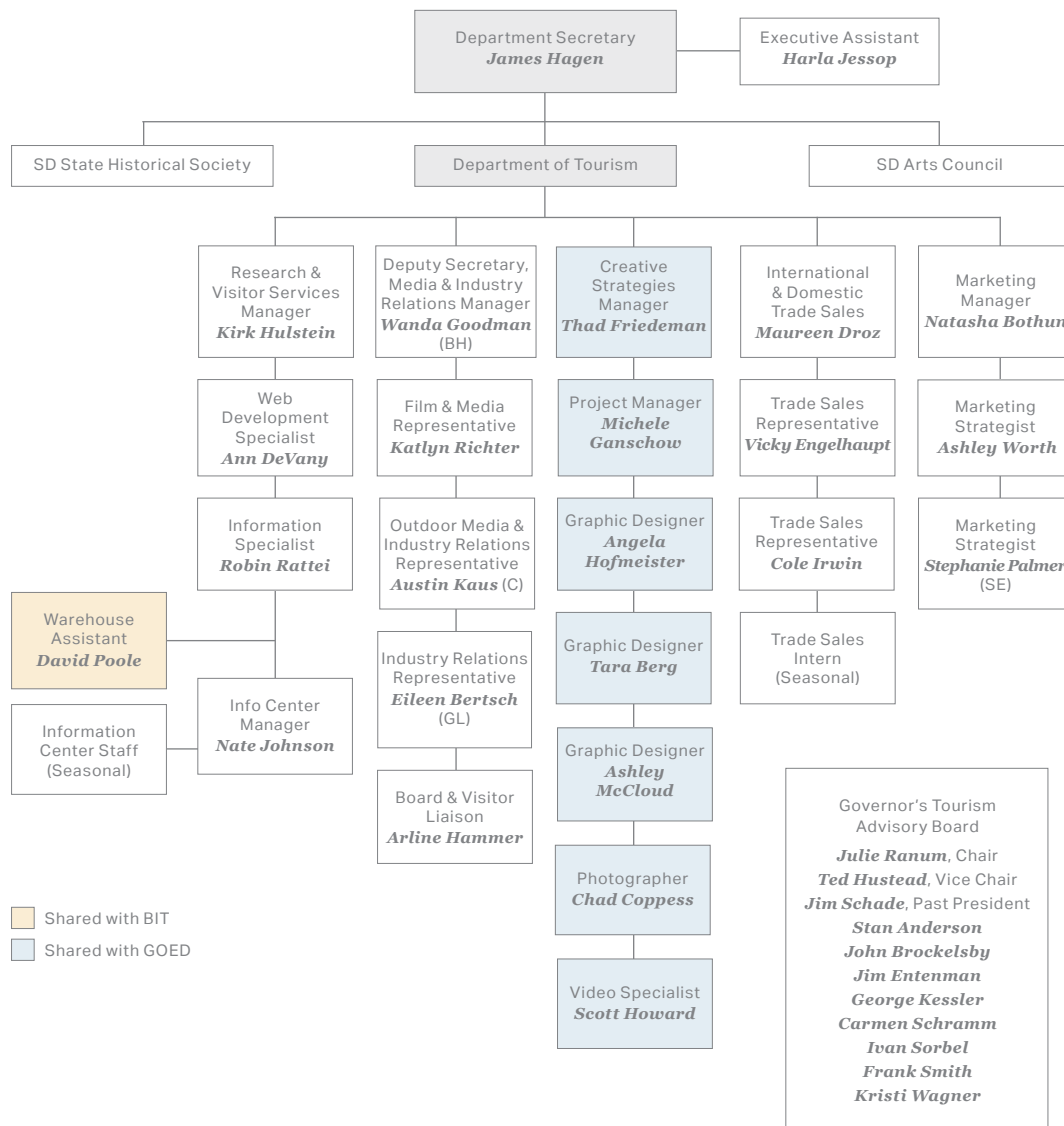 Department Secretary
James Hagen
Executive Assistant
Harla Jessop
SD State Historical Society
Department of Tourism
SD Arts Council
Research &
Visitor Services
Manager
Kirk Hulstein
Deputy Secretary,
Media & Industry
Relations Manager
Wanda Goodman
(BH)
Creative
Strategies
Manager
Thad Friedeman
International
& Domestic
Trade Sales
Maureen Droz
Marketing
Manager
Natasha Bothun
Web
Development
Specialist
Ann DeVany
Film & Media
Representative
Katlyn Richter
Project Manager
Michele
Ganschow
Trade Sales
Representative
Vicky Engelhaupt
Marketing
Strategist
Ashley Worth
Information
Specialist
Robin Rattei
Outdoor Media &
Industry Relations
Representative
Austin Kaus (C)
Graphic Designer
Angela
Hofmeister
Trade Sales
Representative
Cole Irwin
Marketing
Strategist
Stephanie Palmer
(SE)
Warehouse
Assistant
David Poole
Industry Relations
Representative
Eileen Bertsch
(GL)
Graphic Designer
Tara Berg
Trade Sales
Intern
(Seasonal)
Information
Center Staff
(Seasonal)
Info Center
Manager
Nate Johnson
Board & Visitor
Liaison
Arline Hammer
Graphic Designer
Ashley
McCloud
Photographer
Chad Coppess
Video Specialist
Scott Howard
Shared with BIT
Shared with GOED
Governor's Tourism
Advisory Board
Julie Ranum, Chair
Ted Hustead, Vice Chair
Jim Schade, Past President
Stan Anderson
John Brockelsby
Jim Entenman
George Kessler
Carmen Schramm
Ivan Sorbel
Frank Smith
Kristi Wagner